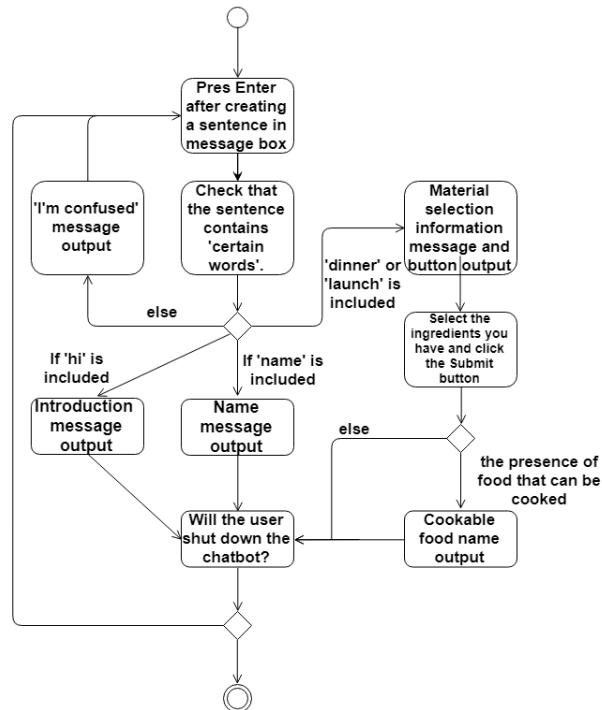 Pres Enter
after creating
a sentence in
message box
'I'm confused'
message
output
Check that
the sentence
contains
'certain
words'.
Material
selection
information
message and
button output
'dinner' or
'launch' is
included
else
Select the
ingredients you
have and click
the Submit
button
If 'hi' is
included
If 'name' is
included
Introduction
message
output
Name
message
output
else
the presence of
food that can be
cooked
Will the user
shut down the
chatbot?
Cookable
food name
output